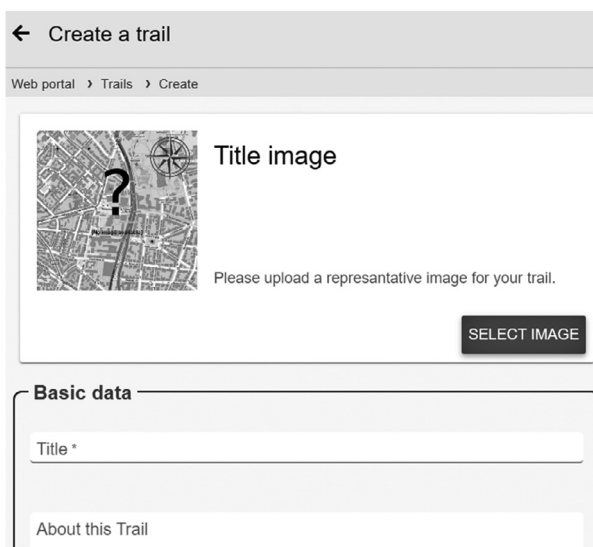 Create a trail
Web portal › Trails › Create
?
Title image
Please upload a represantative image for your trail.
SELECT IMAGE
Basic data
Title *
About this Trail